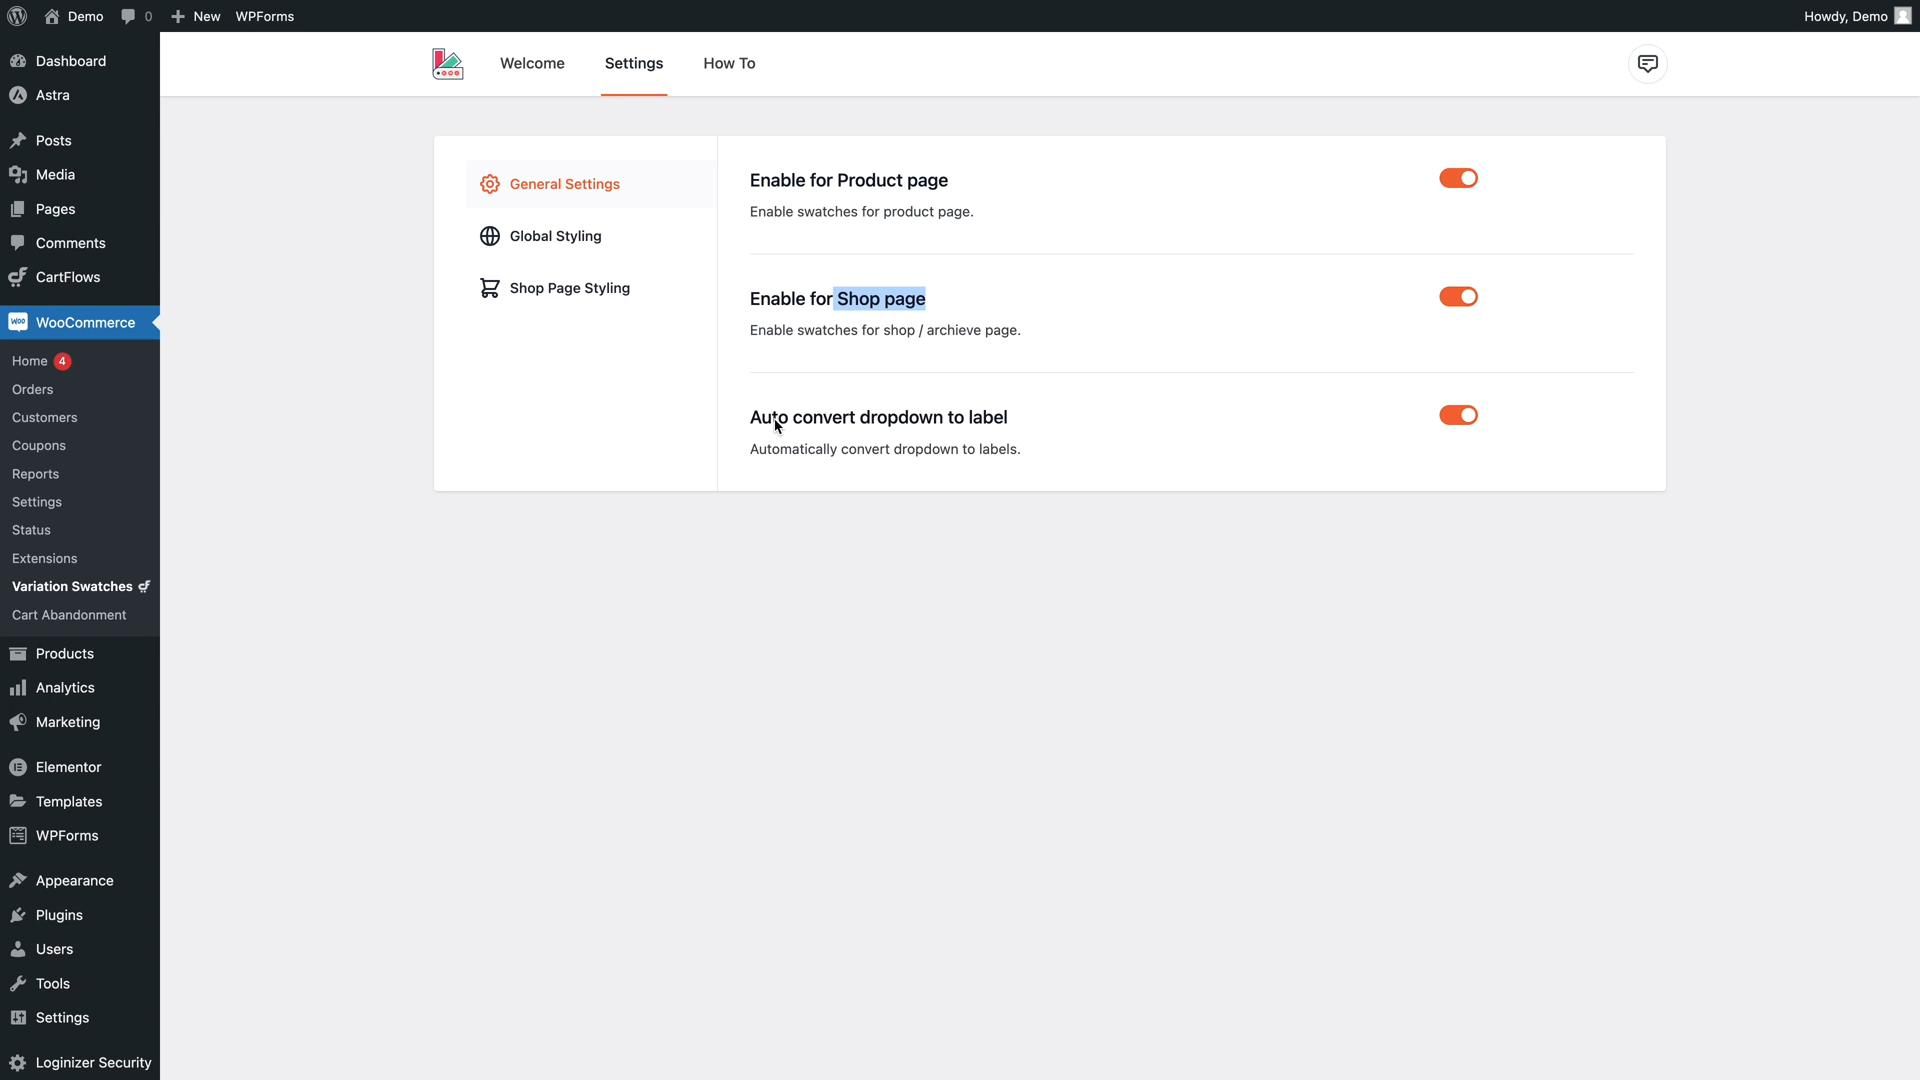 Demo
0
New
WPForms
Howdy, Demo
Dashboard
Astra
Posts
Media
Pages
Comments
CartFlows
Woo WooCommerce
Home 4
Orders
Customers
Coupons
Reports
Settings
Status
Extensions
Variation Swatches
Cart Abandonment
Products
Analytics
Marketing
Elementor
Templates
WPForms
Appearance
Plugins
Users
Tools
Settings
Loginizer Security
Welcome
Settings
How To
General Settings
Global Styling
Shop Page Styling
Enable for Product page
Enable swatches for product page.
Enable for Shop page
Enable swatches for shop / archieve page.
Auto convert dropdown to label
Automatically convert dropdown to labels.